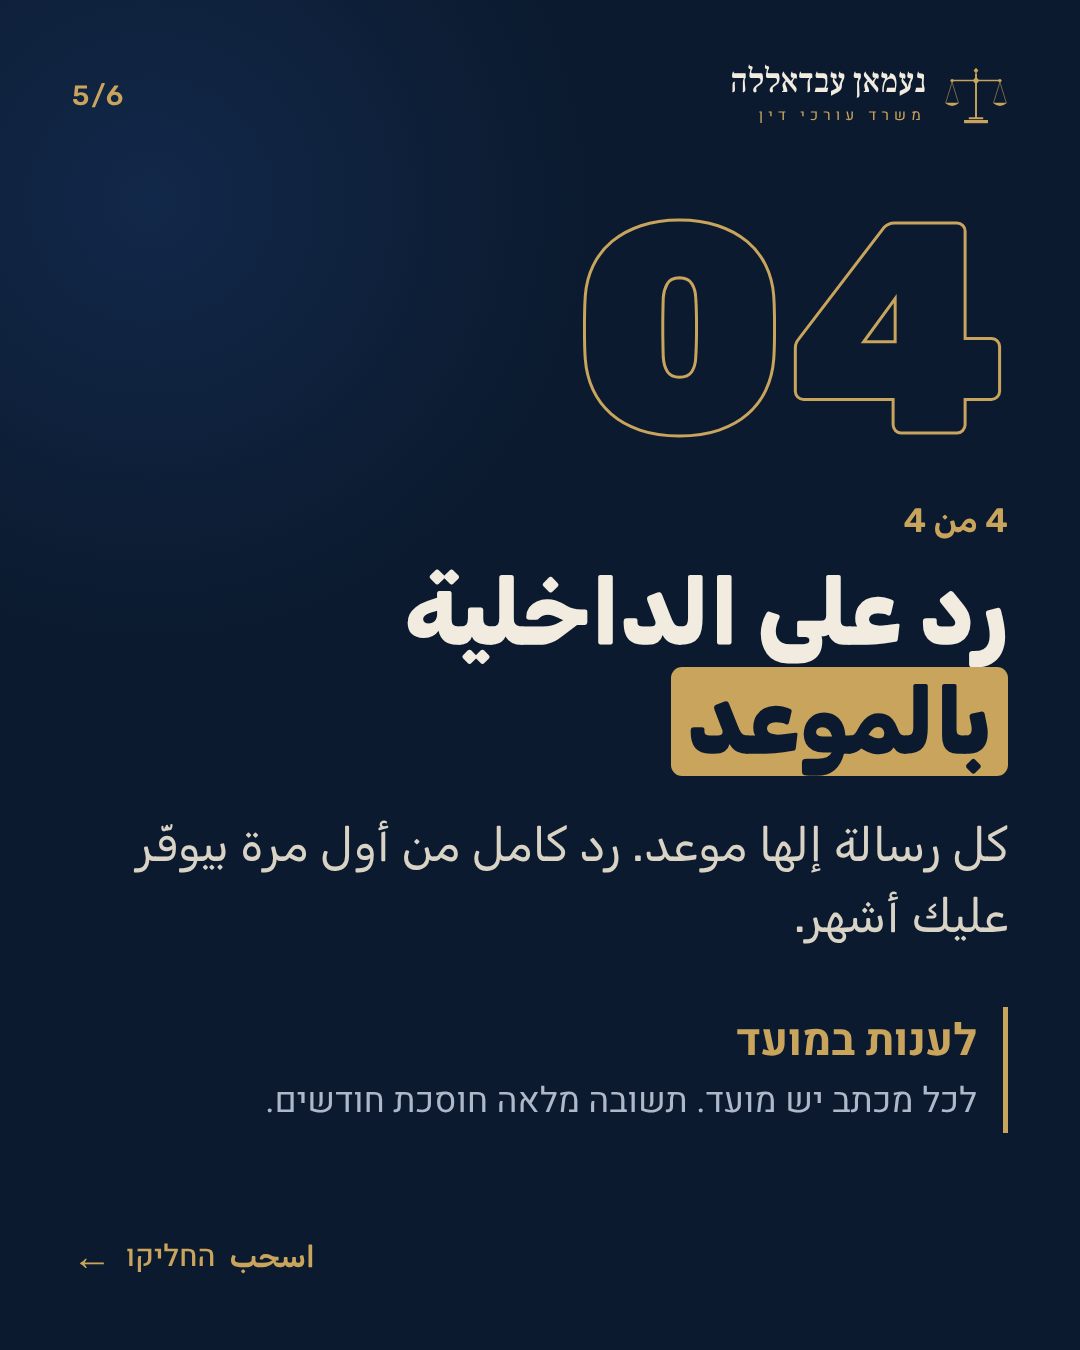 נעמאן עבדאללה
משרד עורכי דין
5/6
04
4 من 4
رد على الداخلية
بالموعد
كل رسالة إلها موعد. رد كامل من أول مرة بيوفّر
عليك أشهر.
לענות במועד
לכל מכתב יש מועד. תשובה מלאה חוסכת חודשים.
اسحب החליקו ←